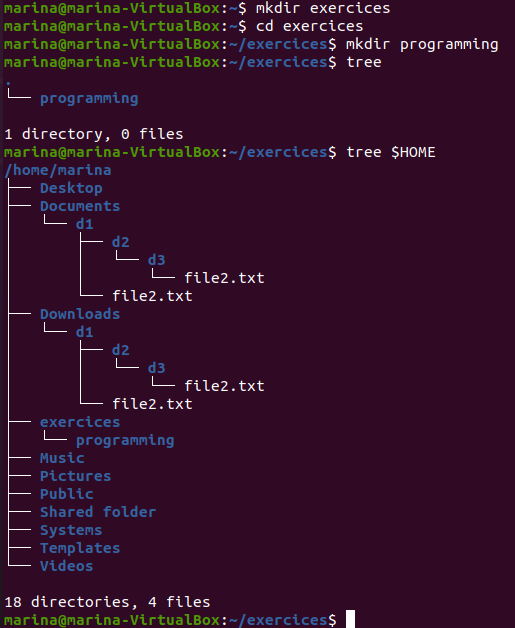 marina@marina-VirtualBox:~$ mkdir exercices
marina@marina-VirtualBox:~$ cd exercices
marina@marina-VirtualBox:~/exercices$ mkdir programming
marina@marina-VirtualBox:~/exercices$ tree
.
└── programming

1 directory, 0 files
marina@marina-VirtualBox:~/exercices$ tree $HOME
/home/marina
├── Desktop
├── Documents
│   └── d1
│       ├── d2
│       │   └── d3
│       │       └── file2.txt
│       └── file2.txt
├── Downloads
│   └── d1
│       ├── d2
│       │   └── d3
│       │       └── file2.txt
│       └── file2.txt
├── exercices
│   └── programming
├── Music
├── Pictures
├── Public
├── Shared folder
├── Systems
├── Templates
└── Videos

18 directories, 4 files
marina@marina-VirtualBox:~/exercices$